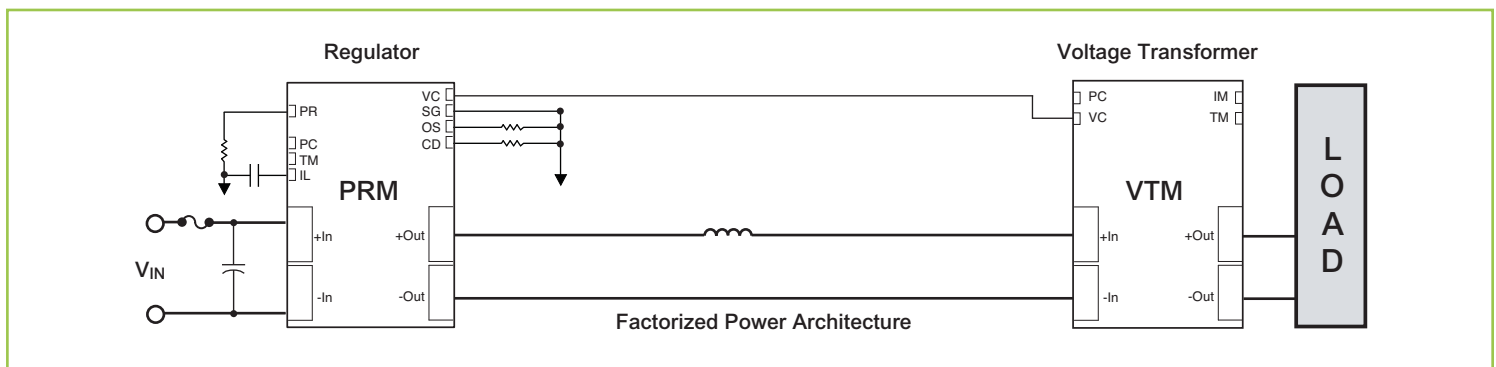 Regulator
Voltage Transformer
PR
PC
TM
IL
VC
SG
OS
CD
PRM
+In
-In
+Out
-Out
VIN
Factorized Power Architecture
PC
VC
IM
TM
VTM
+In
-In
+Out
-Out
LOAD